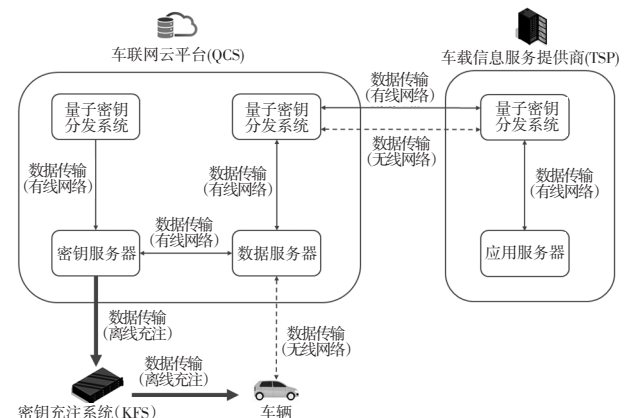 车联网云平台(QCS)
车载信息服务提供商(TSP)
量子密钥
分发系统
量子密钥
分发系统
数据传输
(有线网络)
数据传输
(无线网络)
量子密钥
分发系统
数据传输
(有线网络)
数据传输
(有线网络)
数据传输
(有线网络)
密钥服务器
数据传输
(有线网络)
数据服务器
应用服务器
数据传输
(离线充注)
数据传输
(无线网络)
数据传输
(离线充注)
密钥充注系统(KFS)
车辆